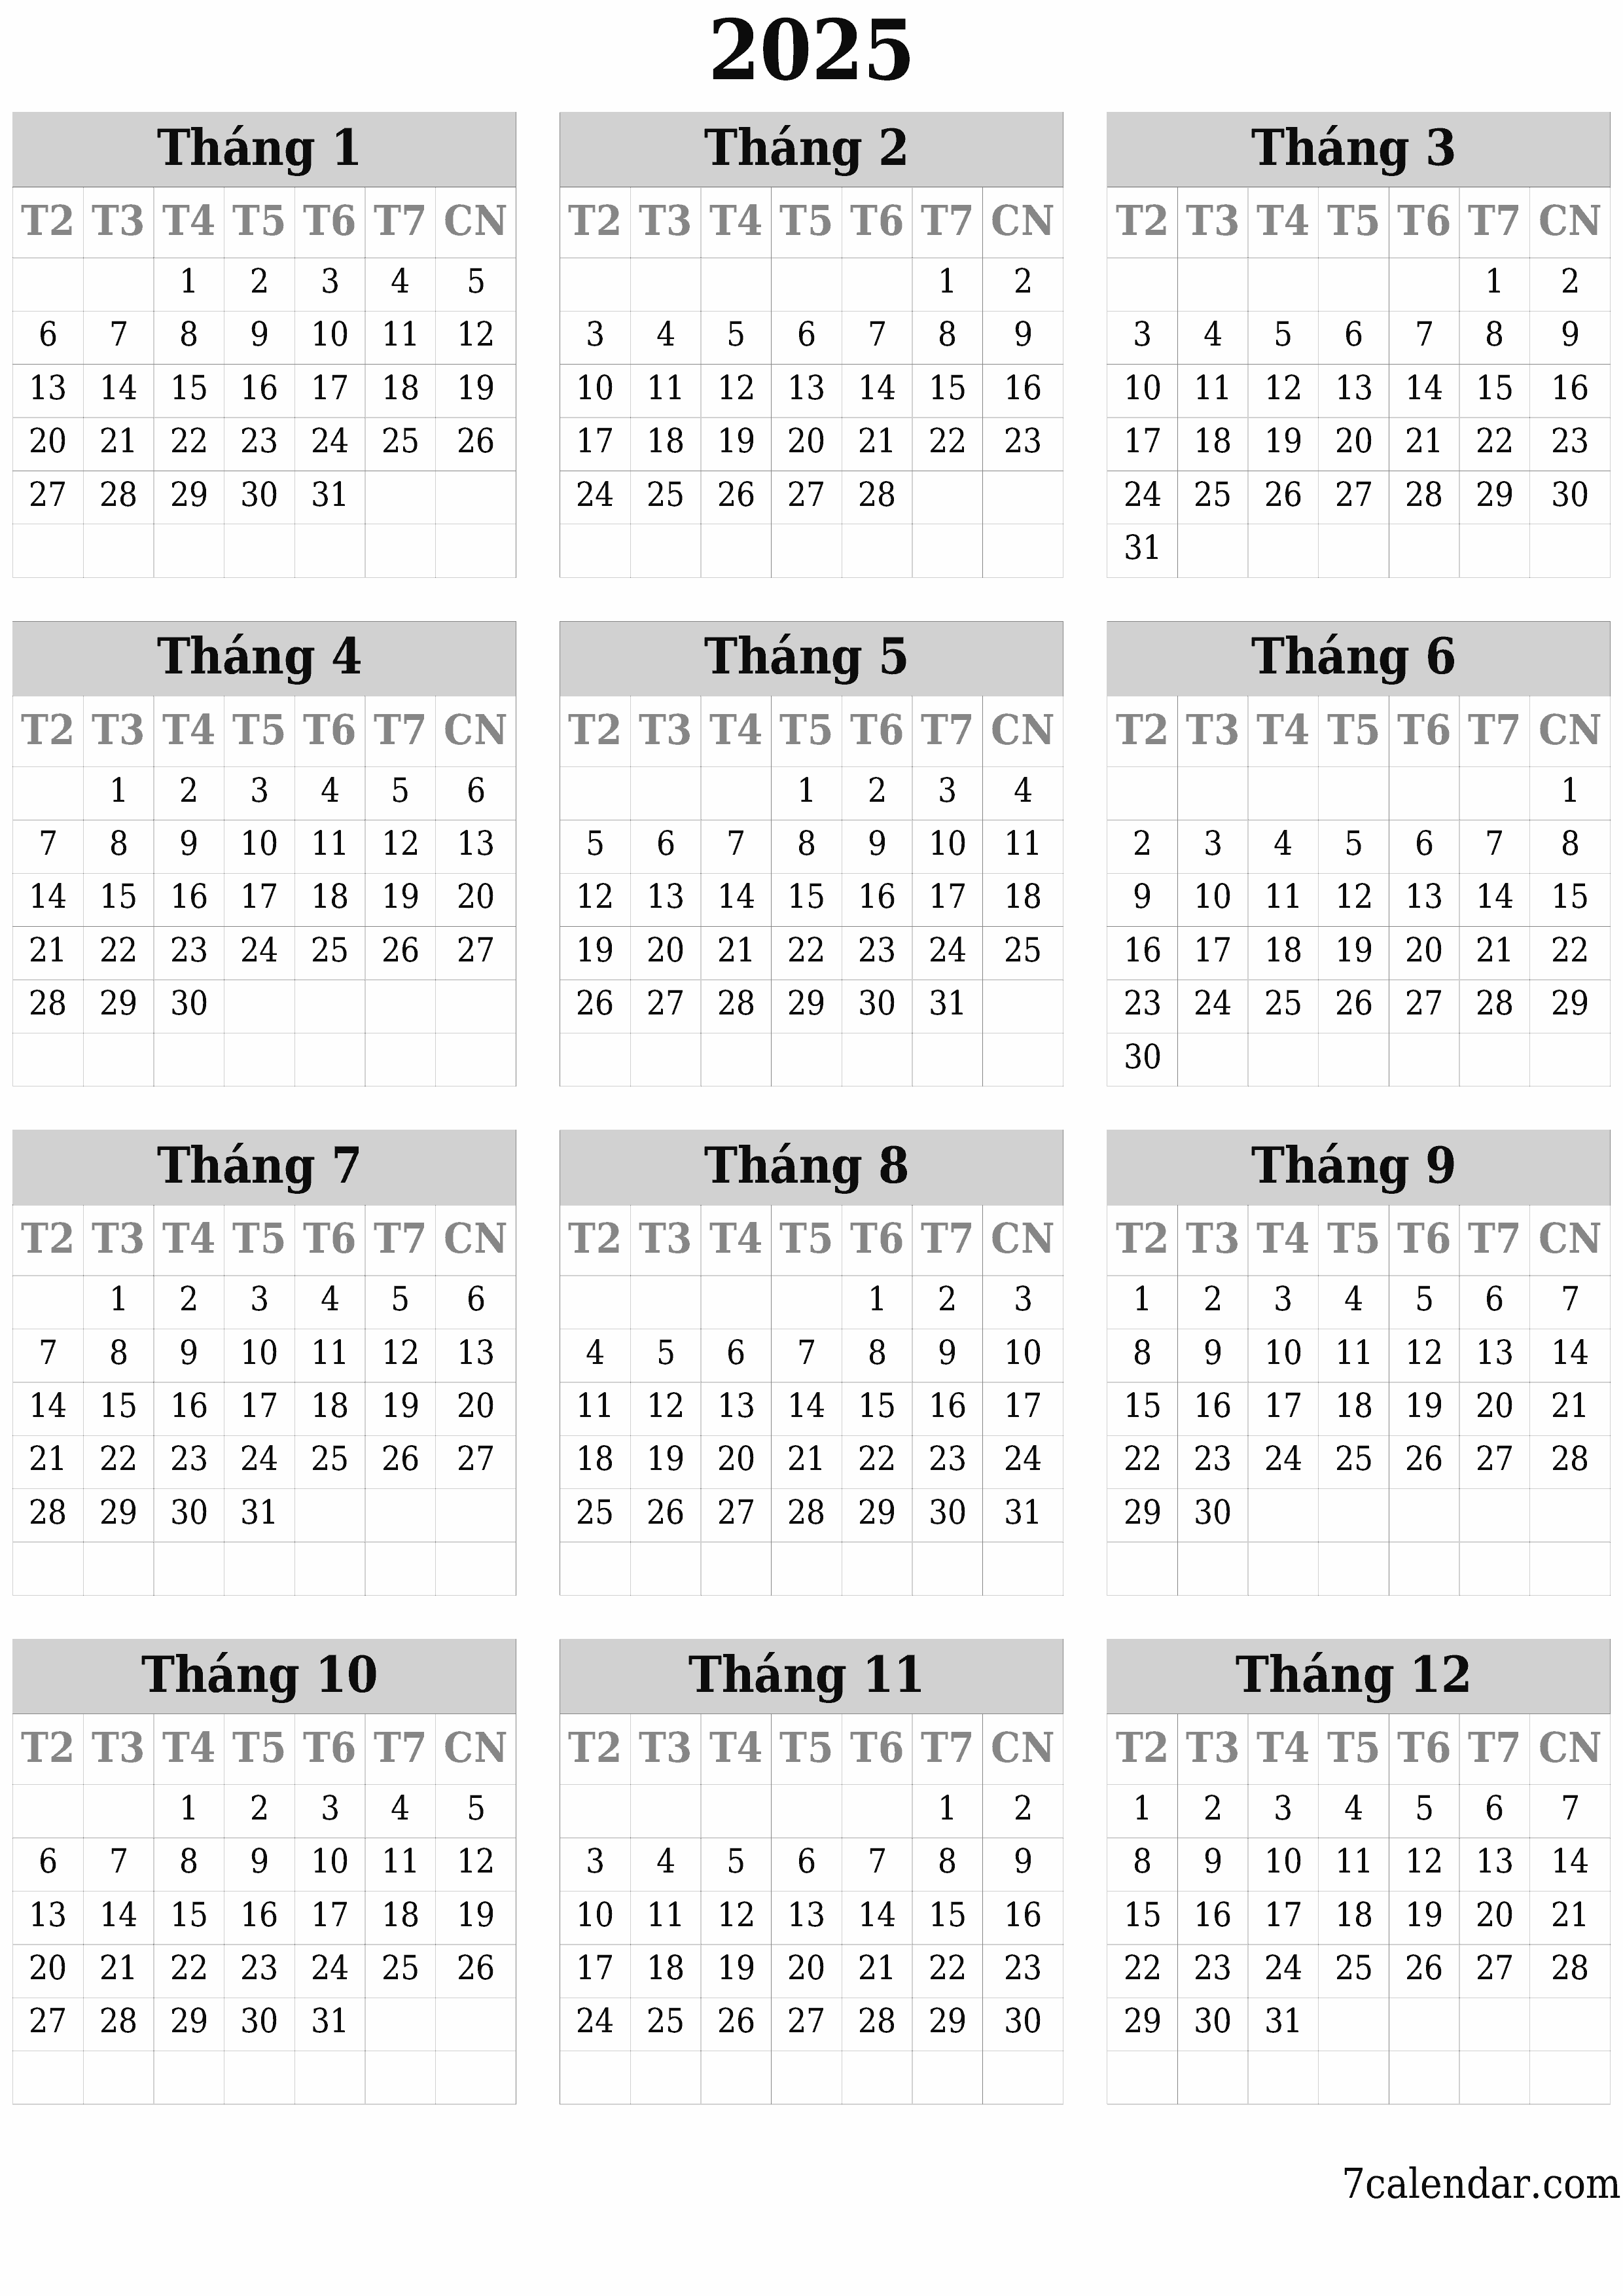 2025
Tháng 1
T2 T3 T4 T5 T6 T7 CN
1 2 3 4 5
6 7 8 9 10 11 12
13 14 15 16 17 18 19
20 21 22 23 24 25 26
27 28 29 30 31
Tháng 2
T2 T3 T4 T5 T6 T7 CN
1 2
3 4 5 6 7 8 9
10 11 12 13 14 15 16
17 18 19 20 21 22 23
24 25 26 27 28
Tháng 3
T2 T3 T4 T5 T6 T7 CN
1 2
3 4 5 6 7 8 9
10 11 12 13 14 15 16
17 18 19 20 21 22 23
24 25 26 27 28 29 30
31
Tháng 4
T2 T3 T4 T5 T6 T7 CN
1 2 3 4 5 6
7 8 9 10 11 12 13
14 15 16 17 18 19 20
21 22 23 24 25 26 27
28 29 30
Tháng 5
T2 T3 T4 T5 T6 T7 CN
1 2 3 4
5 6 7 8 9 10 11
12 13 14 15 16 17 18
19 20 21 22 23 24 25
26 27 28 29 30 31
Tháng 6
T2 T3 T4 T5 T6 T7 CN
1
2 3 4 5 6 7 8
9 10 11 12 13 14 15
16 17 18 19 20 21 22
23 24 25 26 27 28 29
30
Tháng 7
T2 T3 T4 T5 T6 T7 CN
1 2 3 4 5 6
7 8 9 10 11 12 13
14 15 16 17 18 19 20
21 22 23 24 25 26 27
28 29 30 31
Tháng 8
T2 T3 T4 T5 T6 T7 CN
1 2 3
4 5 6 7 8 9 10
11 12 13 14 15 16 17
18 19 20 21 22 23 24
25 26 27 28 29 30 31
Tháng 9
T2 T3 T4 T5 T6 T7 CN
1 2 3 4 5 6 7
8 9 10 11 12 13 14
15 16 17 18 19 20 21
22 23 24 25 26 27 28
29 30
Tháng 10
T2 T3 T4 T5 T6 T7 CN
1 2 3 4 5
6 7 8 9 10 11 12
13 14 15 16 17 18 19
20 21 22 23 24 25 26
27 28 29 30 31
Tháng 11
T2 T3 T4 T5 T6 T7 CN
1 2
3 4 5 6 7 8 9
10 11 12 13 14 15 16
17 18 19 20 21 22 23
24 25 26 27 28 29 30
Tháng 12
T2 T3 T4 T5 T6 T7 CN
1 2 3 4 5 6 7
8 9 10 11 12 13 14
15 16 17 18 19 20 21
22 23 24 25 26 27 28
29 30 31
7calendar.com